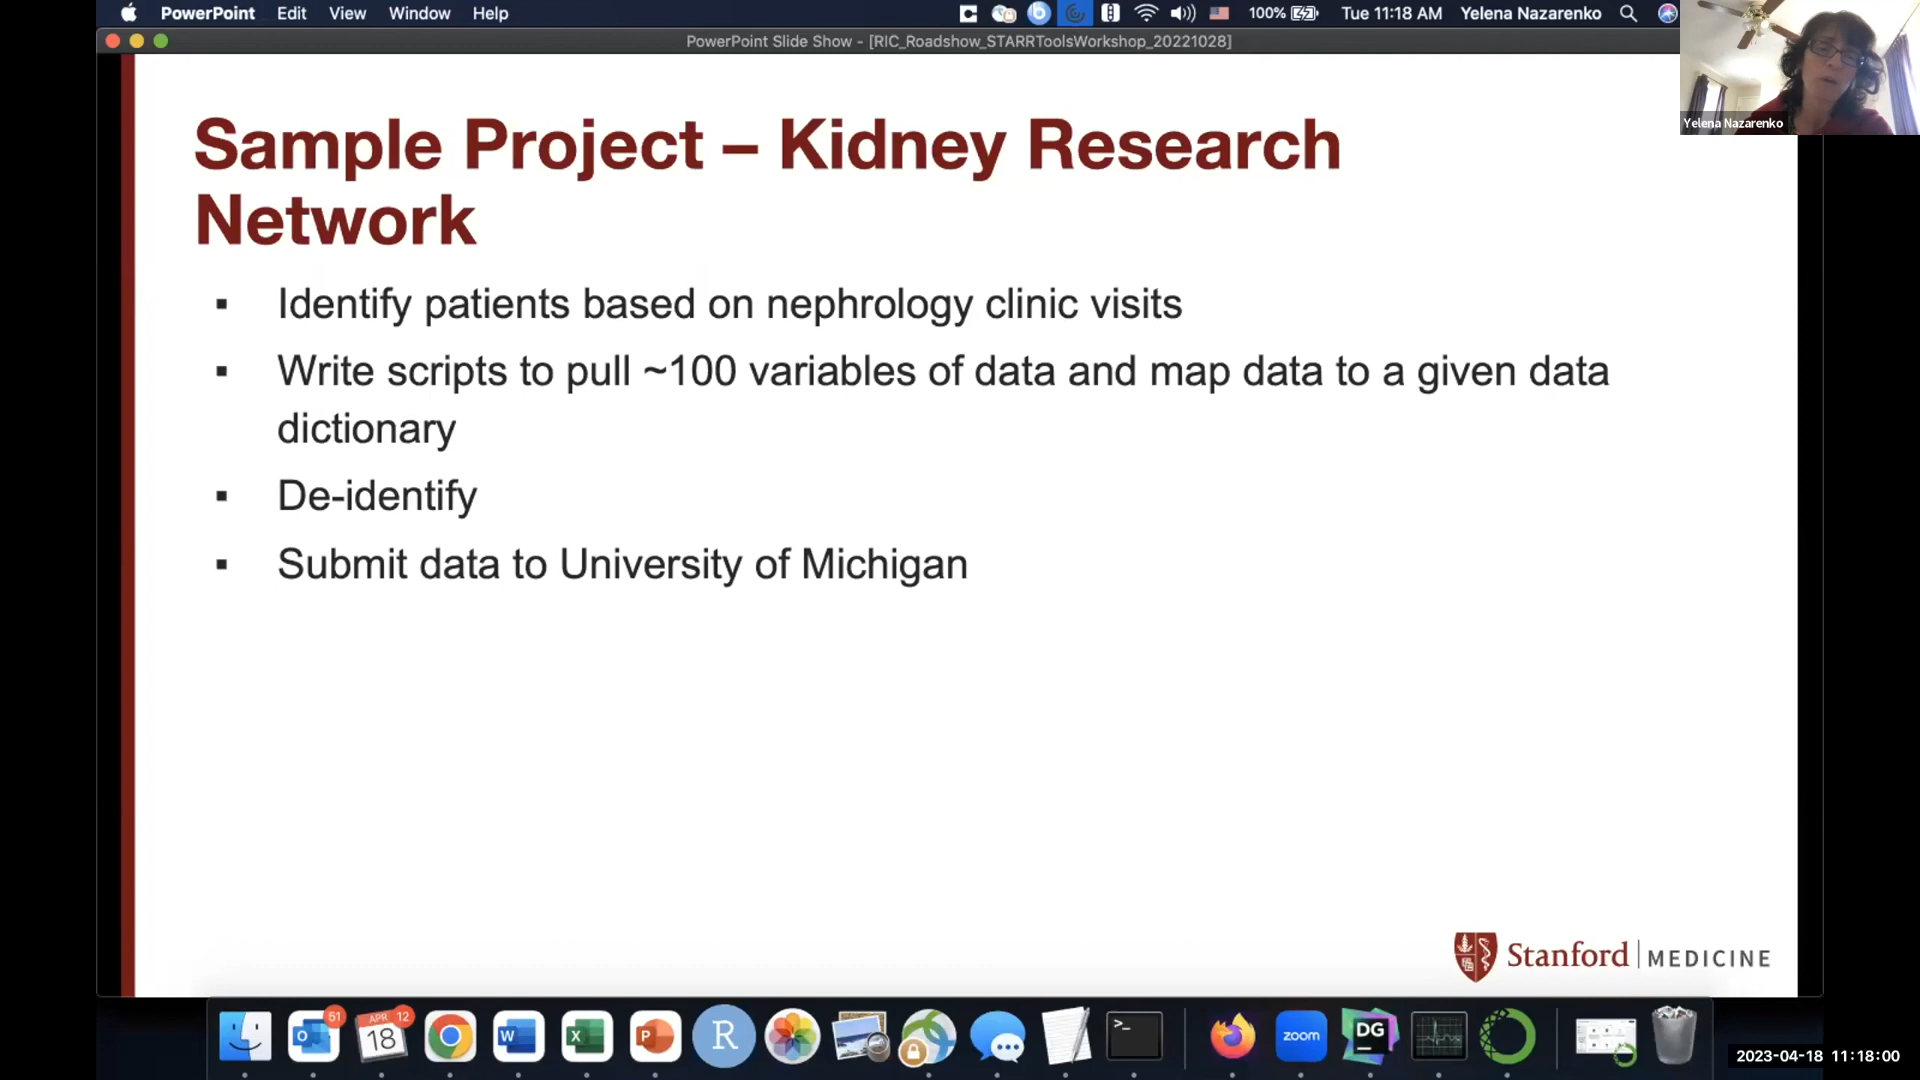 PowerPoint Edit View Window Help 100% Tue 11:18 AM Yelena Nazarenko
PowerPoint Slide Show - [RIC_Roadshow_STARRToolsWorkshop_20221028]
Yelena Nazarenko
Sample Project – Kidney Research
Network
▪ Identify patients based on nephrology clinic visits
▪ Write scripts to pull ~100 variables of data and map data to a given data
dictionary
▪ De-identify
▪ Submit data to University of Michigan
Stanford MEDICINE
51
APR 12
18
O
W
X
P
R
>_
zoom
DG
2023-04-18 11:18:00